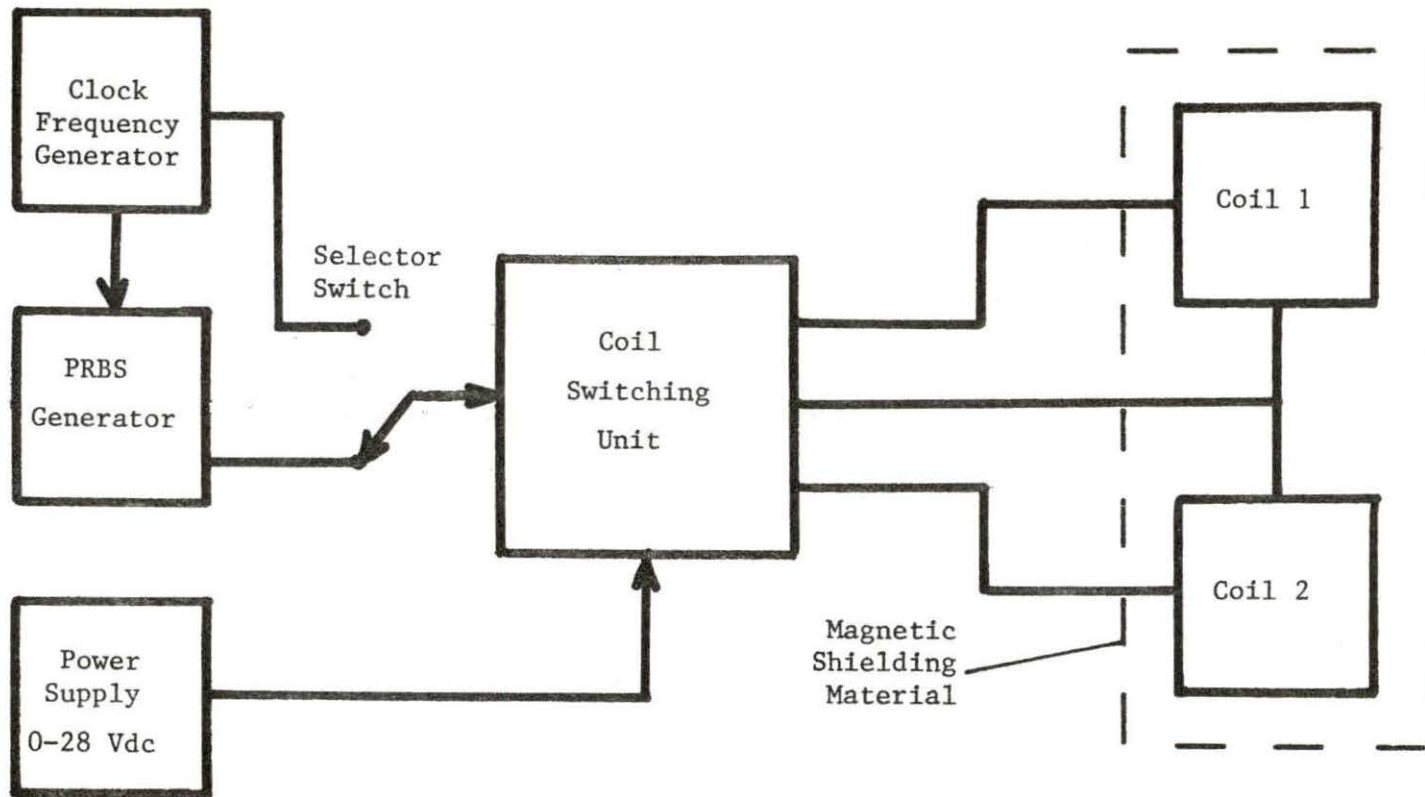 Clock
Frequency
Generator
Selector
Switch
PRBS
Generator
Coil
Switching
Unit
Coil 1
Coil 2
Magnetic
Shielding
Material
Power
Supply
0-28 Vdc